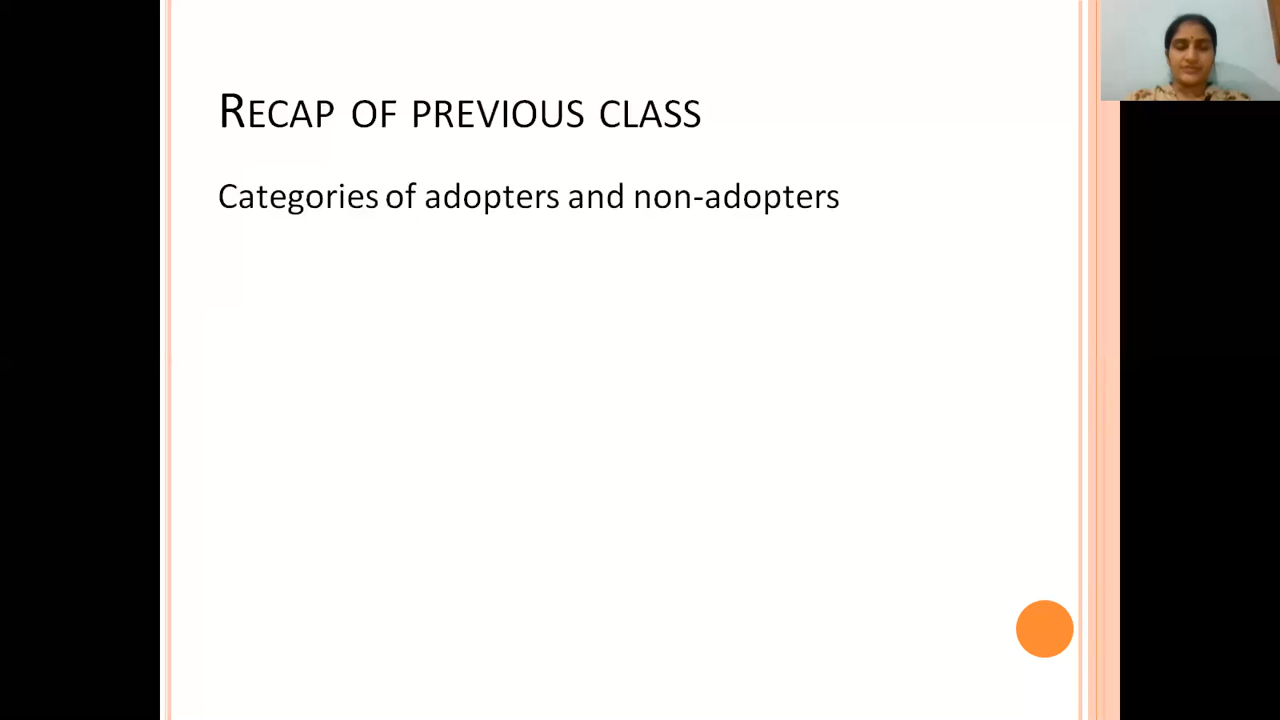 Recap of previous class
Categories of adopters and non-adopters